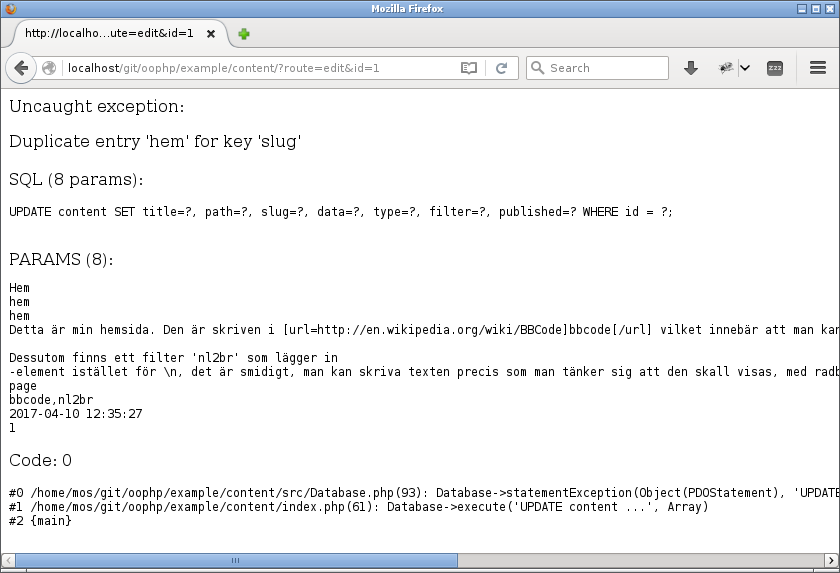 Mozilla Firefox
http://localho...ute=edit&id=1
localhost/git/oophp/example/content/?route=edit&id=1
Search
zzz
Uncaught exception:
Duplicate entry 'hem' for key 'slug'
SQL (8 params):
UPDATE content SET title=?, path=?, slug=?, data=?, type=?, filter=?, published=? WHERE id = ?;
PARAMS (8):
Hem
hem
hem
Detta är min hemsida. Den är skriven i [url=http://en.wikipedia.org/wiki/BBCode]bbcode[/url] vilket innebär att man kan
Dessutom finns ett filter 'nl2br' som lägger in
-element istället för \n, det är smidigt, man kan skriva texten precis som man tänker sig att den skall visas, med radb
page
bbcode,nl2br
2017-04-10 12:35:27
1
Code: 0
#0 /home/mos/git/oophp/example/content/src/Database.php(93): Database->statementException(Object(PDOStatement), 'UPDATE
#1 /home/mos/git/oophp/example/content/index.php(61): Database->execute('UPDATE content ...', Array)
#2 {main}